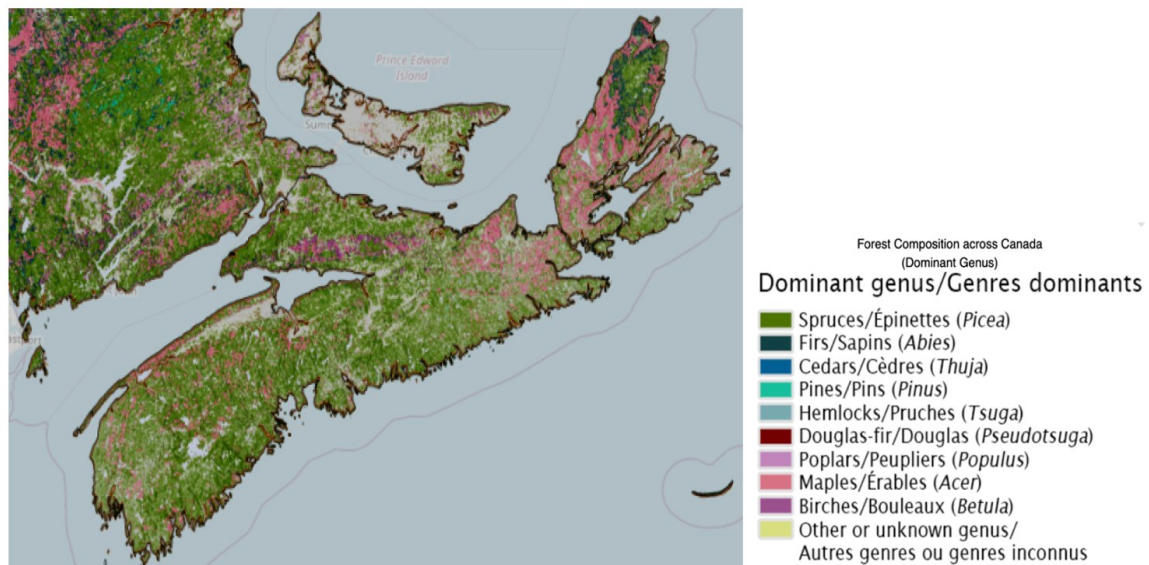 Prince Edward
Island
Forest Composition across Canada
(Dominant Genus)
Dominant genus/Genres dominants
Spruces/Épinettes (Picea)
Firs/Sapins (Abies)
Cedars/Cèdres (Thuja)
Pines/Pins (Pinus)
Hemlocks/Pruches (Tsuga)
Douglas-fir/Douglas (Pseudotsuga)
Poplars/Peupliers (Populus)
Maples/Érables (Acer)
Birches/Bouleaux (Betula)
Other or unknown genus/
Autres genres ou genres inconnus